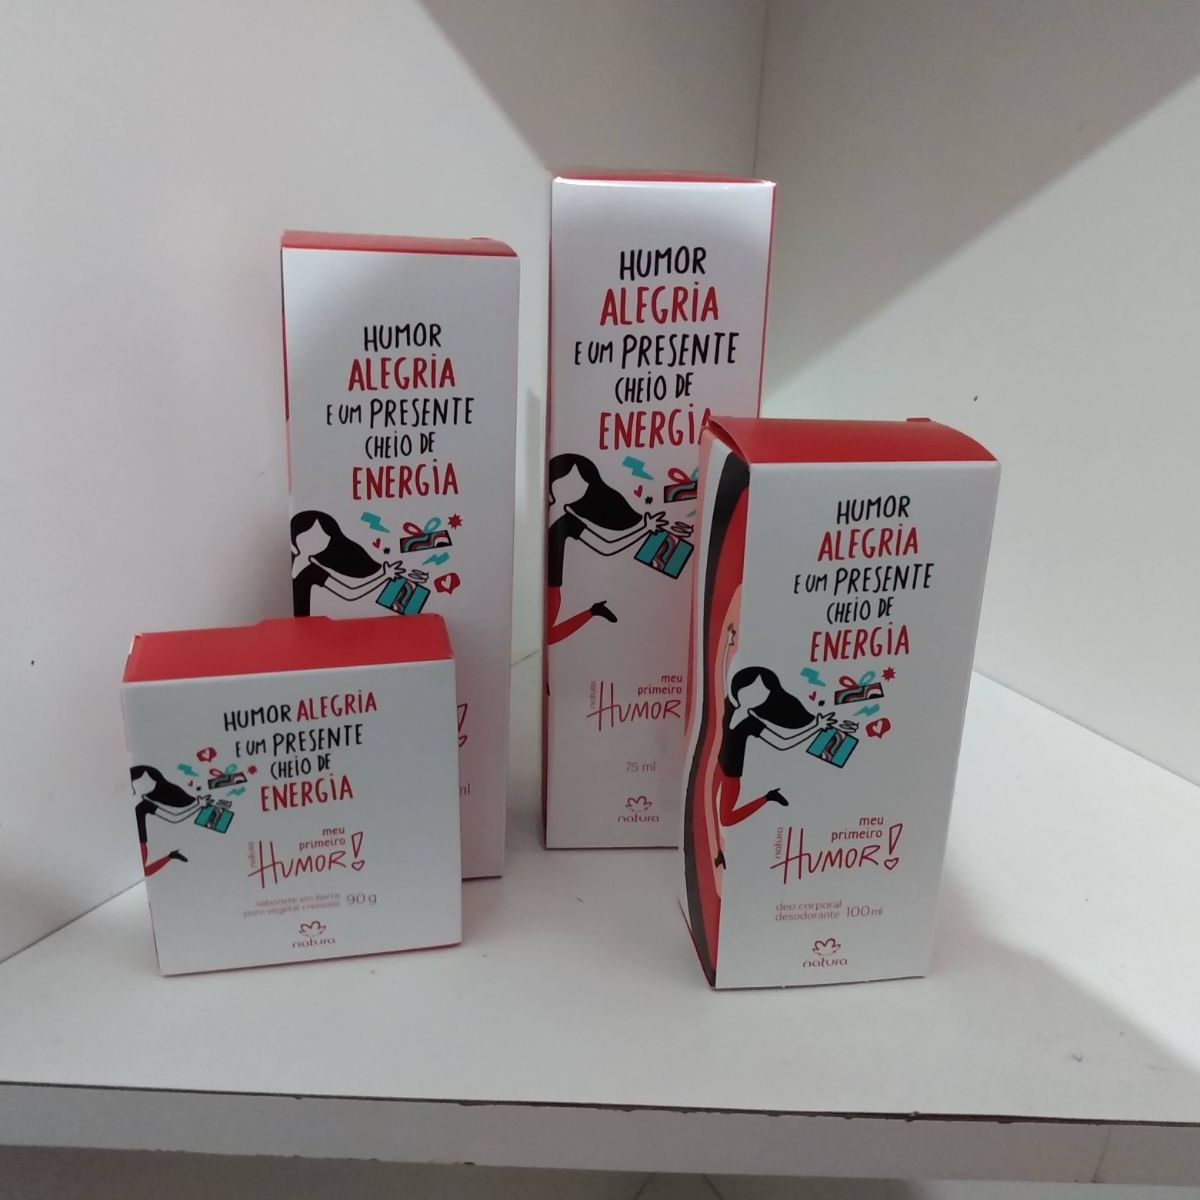 HUMOR
ALEGRIA
E UM PRESENTE
CHEIO DE
ENERGIA
ml
HUMOR
ALEGRIA
E UM PRESENTE
CHEIO DE
ENERGIA
natura
meu
primeiro
HUMOR
75 ml
natura
HUMOR ALEGRIA
E UM PRESENTE
CHEIO DE
ENERGIA
natura
meu
primeiro
HUMOR!
sabonete em barra
puro vegetal cremoso 90g
natura
HUMOR
ALEGRIA
E UM PRESENTE
CHEIO DE
ENERGIA
natura
meu
primeiro
HUMOR!
deo corporal
desodorante 100ml
natura